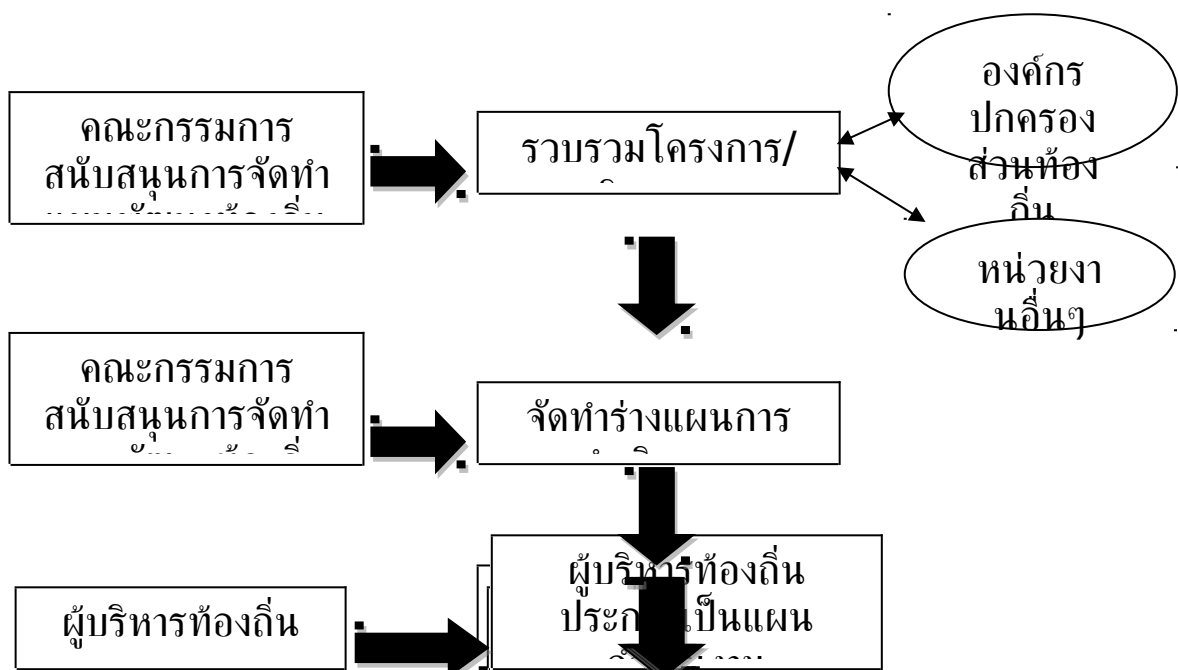 คณะกรรมการ
สนับสนุนการจัดทำ
รวบรวมโครงการ/
องค์กร
ปกครอง
ส่วนท้อง
ถิ่น
หน่วยงา
นอื่นๆ
คณะกรรมการ
สนับสนุนการจัดทำ
จัดทำร่างแผนการ
ผู้บริหารท้องถิ่น
ผู้บริหารท้องถิ่น
เป็นแผน